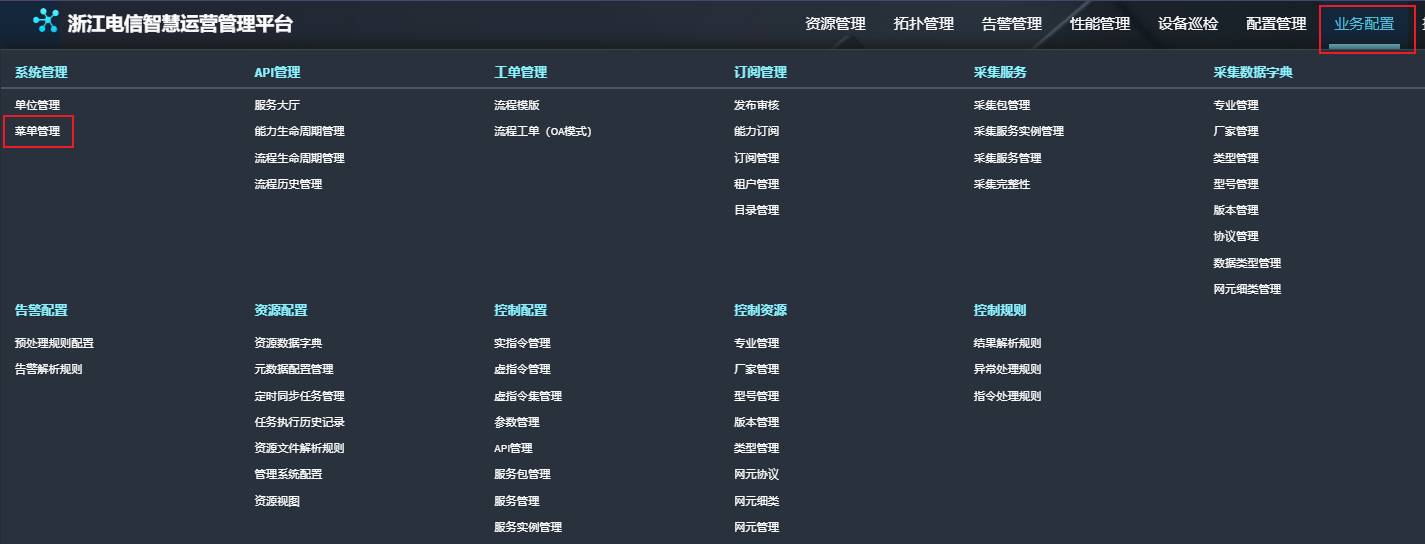 浙江电信智慧运营管理平台
资源管理 拓扑管理 告警管理 性能管理 设备巡检 配置管理 业务配置
系统管理 API管理 工单管理 订阅管理 采集服务 采集数据字典
单位管理 服务大厅 流程模版 发布审核 采集包管理 专业管理
菜单管理 能力生命周期管理 流程工单（OA模式） 能力订阅 采集服务实例管理 厂家管理
流程生命周期管理 订阅管理 采集服务管理 类型管理
流程历史管理 租户管理 采集完整性 型号管理
目录管理 版本管理
协议管理
数据类型管理
网元细类管理
告警配置 资源配置 控制配置 控制资源 控制规则
预处理规则配置 资源数据字典 实指令管理 专业管理 结果解析规则
告警解析规则 元数据配置管理 虚指令管理 厂家管理 异常处理规则
定时同步任务管理 虚指令集管理 型号管理 指令处理规则
任务执行历史记录 参数管理 版本管理
资源文件解析规则 API管理 类型管理
管理系统配置 服务包管理 网元协议
资源视图 服务管理 网元细类
服务实例管理 网元管理